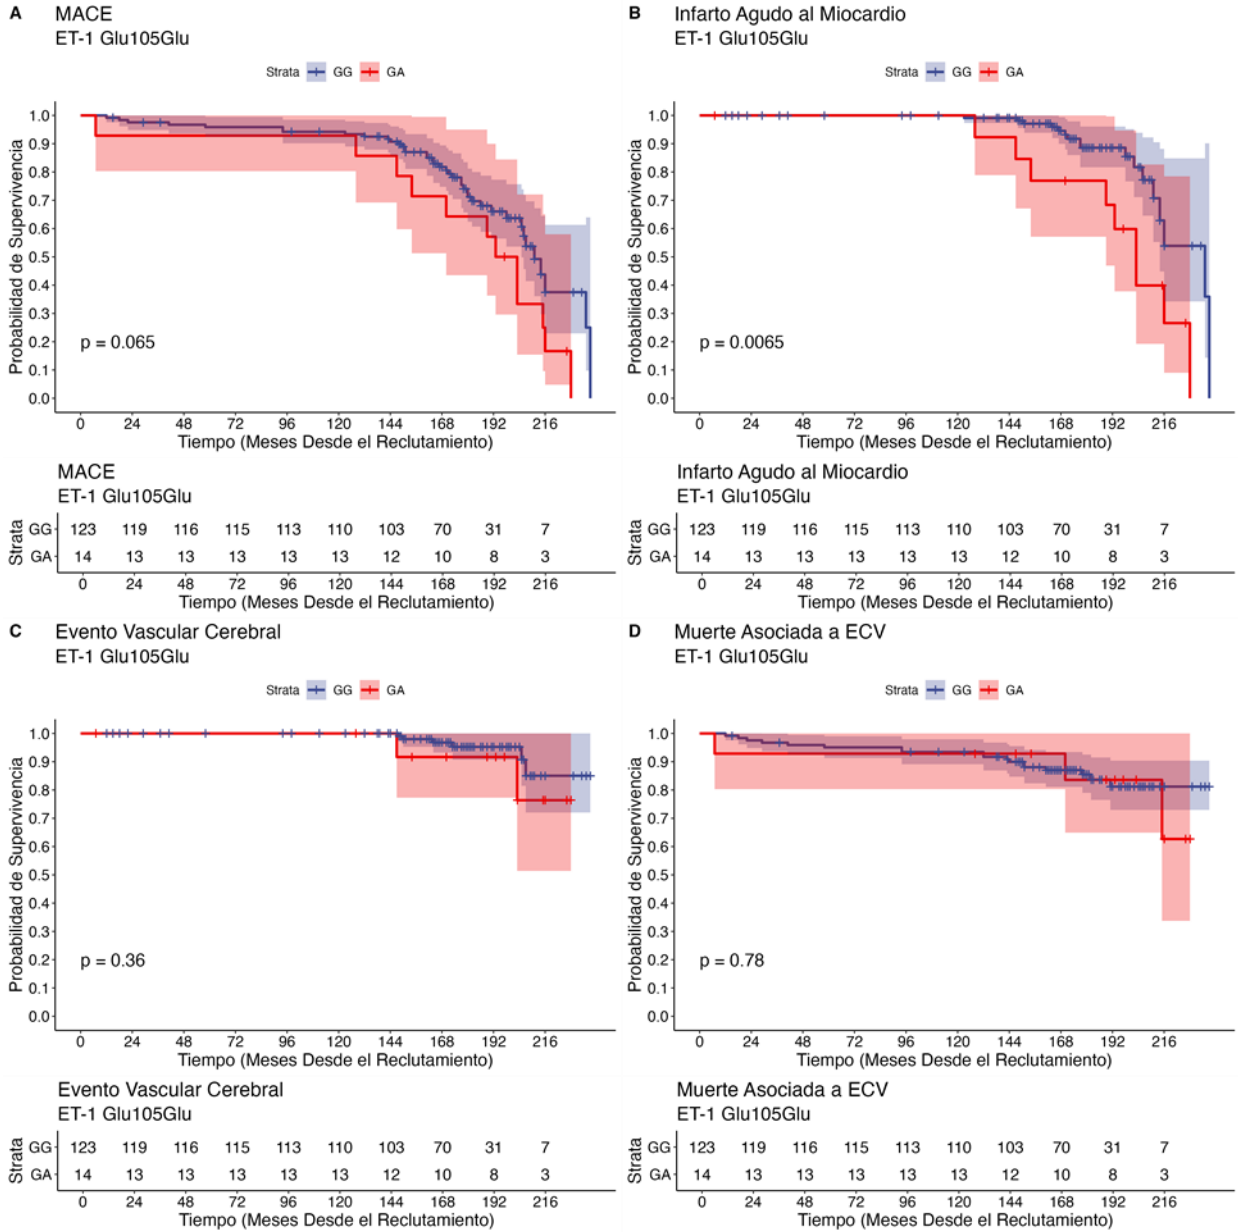 A MACE
ET-1 Glu105Glu
Strata GG GA
Probabilidad de Supervivencia
1.0
0.9
0.8
0.7
0.6
0.5
0.4
0.3
0.2
0.1
0.0
p = 0.065
0 24 48 72 96 120 144 168 192 216
Tiempo (Meses Desde el Reclutamiento)
MACE
ET-1 Glu105Glu
Strata
GG 123 119 116 115 113 110 103 70 31 7
GA 14 13 13 13 13 13 12 10 8 3
0 24 48 72 96 120 144 168 192 216
Tiempo (Meses Desde el Reclutamiento)
B Infarto Agudo al Miocardio
ET-1 Glu105Glu
Strata GG GA
Probabilidad de Supervivencia
1.0
0.9
0.8
0.7
0.6
0.5
0.4
0.3
0.2
0.1
0.0
p = 0.0065
0 24 48 72 96 120 144 168 192 216
Tiempo (Meses Desde el Reclutamiento)
Infarto Agudo al Miocardio
ET-1 Glu105Glu
Strata
GG 123 119 116 115 113 110 103 70 31 7
GA 14 13 13 13 13 13 12 10 8 3
0 24 48 72 96 120 144 168 192 216
Tiempo (Meses Desde el Reclutamiento)
C Evento Vascular Cerebral
ET-1 Glu105Glu
Strata GG GA
Probabilidad de Supervivencia
1.0
0.9
0.8
0.7
0.6
0.5
0.4
0.3
0.2
0.1
0.0
p = 0.36
0 24 48 72 96 120 144 168 192 216
Tiempo (Meses Desde el Reclutamiento)
Evento Vascular Cerebral
ET-1 Glu105Glu
Strata
GG 123 119 116 115 113 110 103 70 31 7
GA 14 13 13 13 13 13 12 10 8 3
0 24 48 72 96 120 144 168 192 216
Tiempo (Meses Desde el Reclutamiento)
D Muerte Asociada a ECV
ET-1 Glu105Glu
Strata GG GA
Probabilidad de Supervivencia
1.0
0.9
0.8
0.7
0.6
0.5
0.4
0.3
0.2
0.1
0.0
p = 0.78
0 24 48 72 96 120 144 168 192 216
Tiempo (Meses Desde el Reclutamiento)
Muerte Asociada a ECV
ET-1 Glu105Glu
Strata
GG 123 119 116 115 113 110 103 70 31 7
GA 14 13 13 13 13 13 12 10 8 3
0 24 48 72 96 120 144 168 192 216
Tiempo (Meses Desde el Reclutamiento)